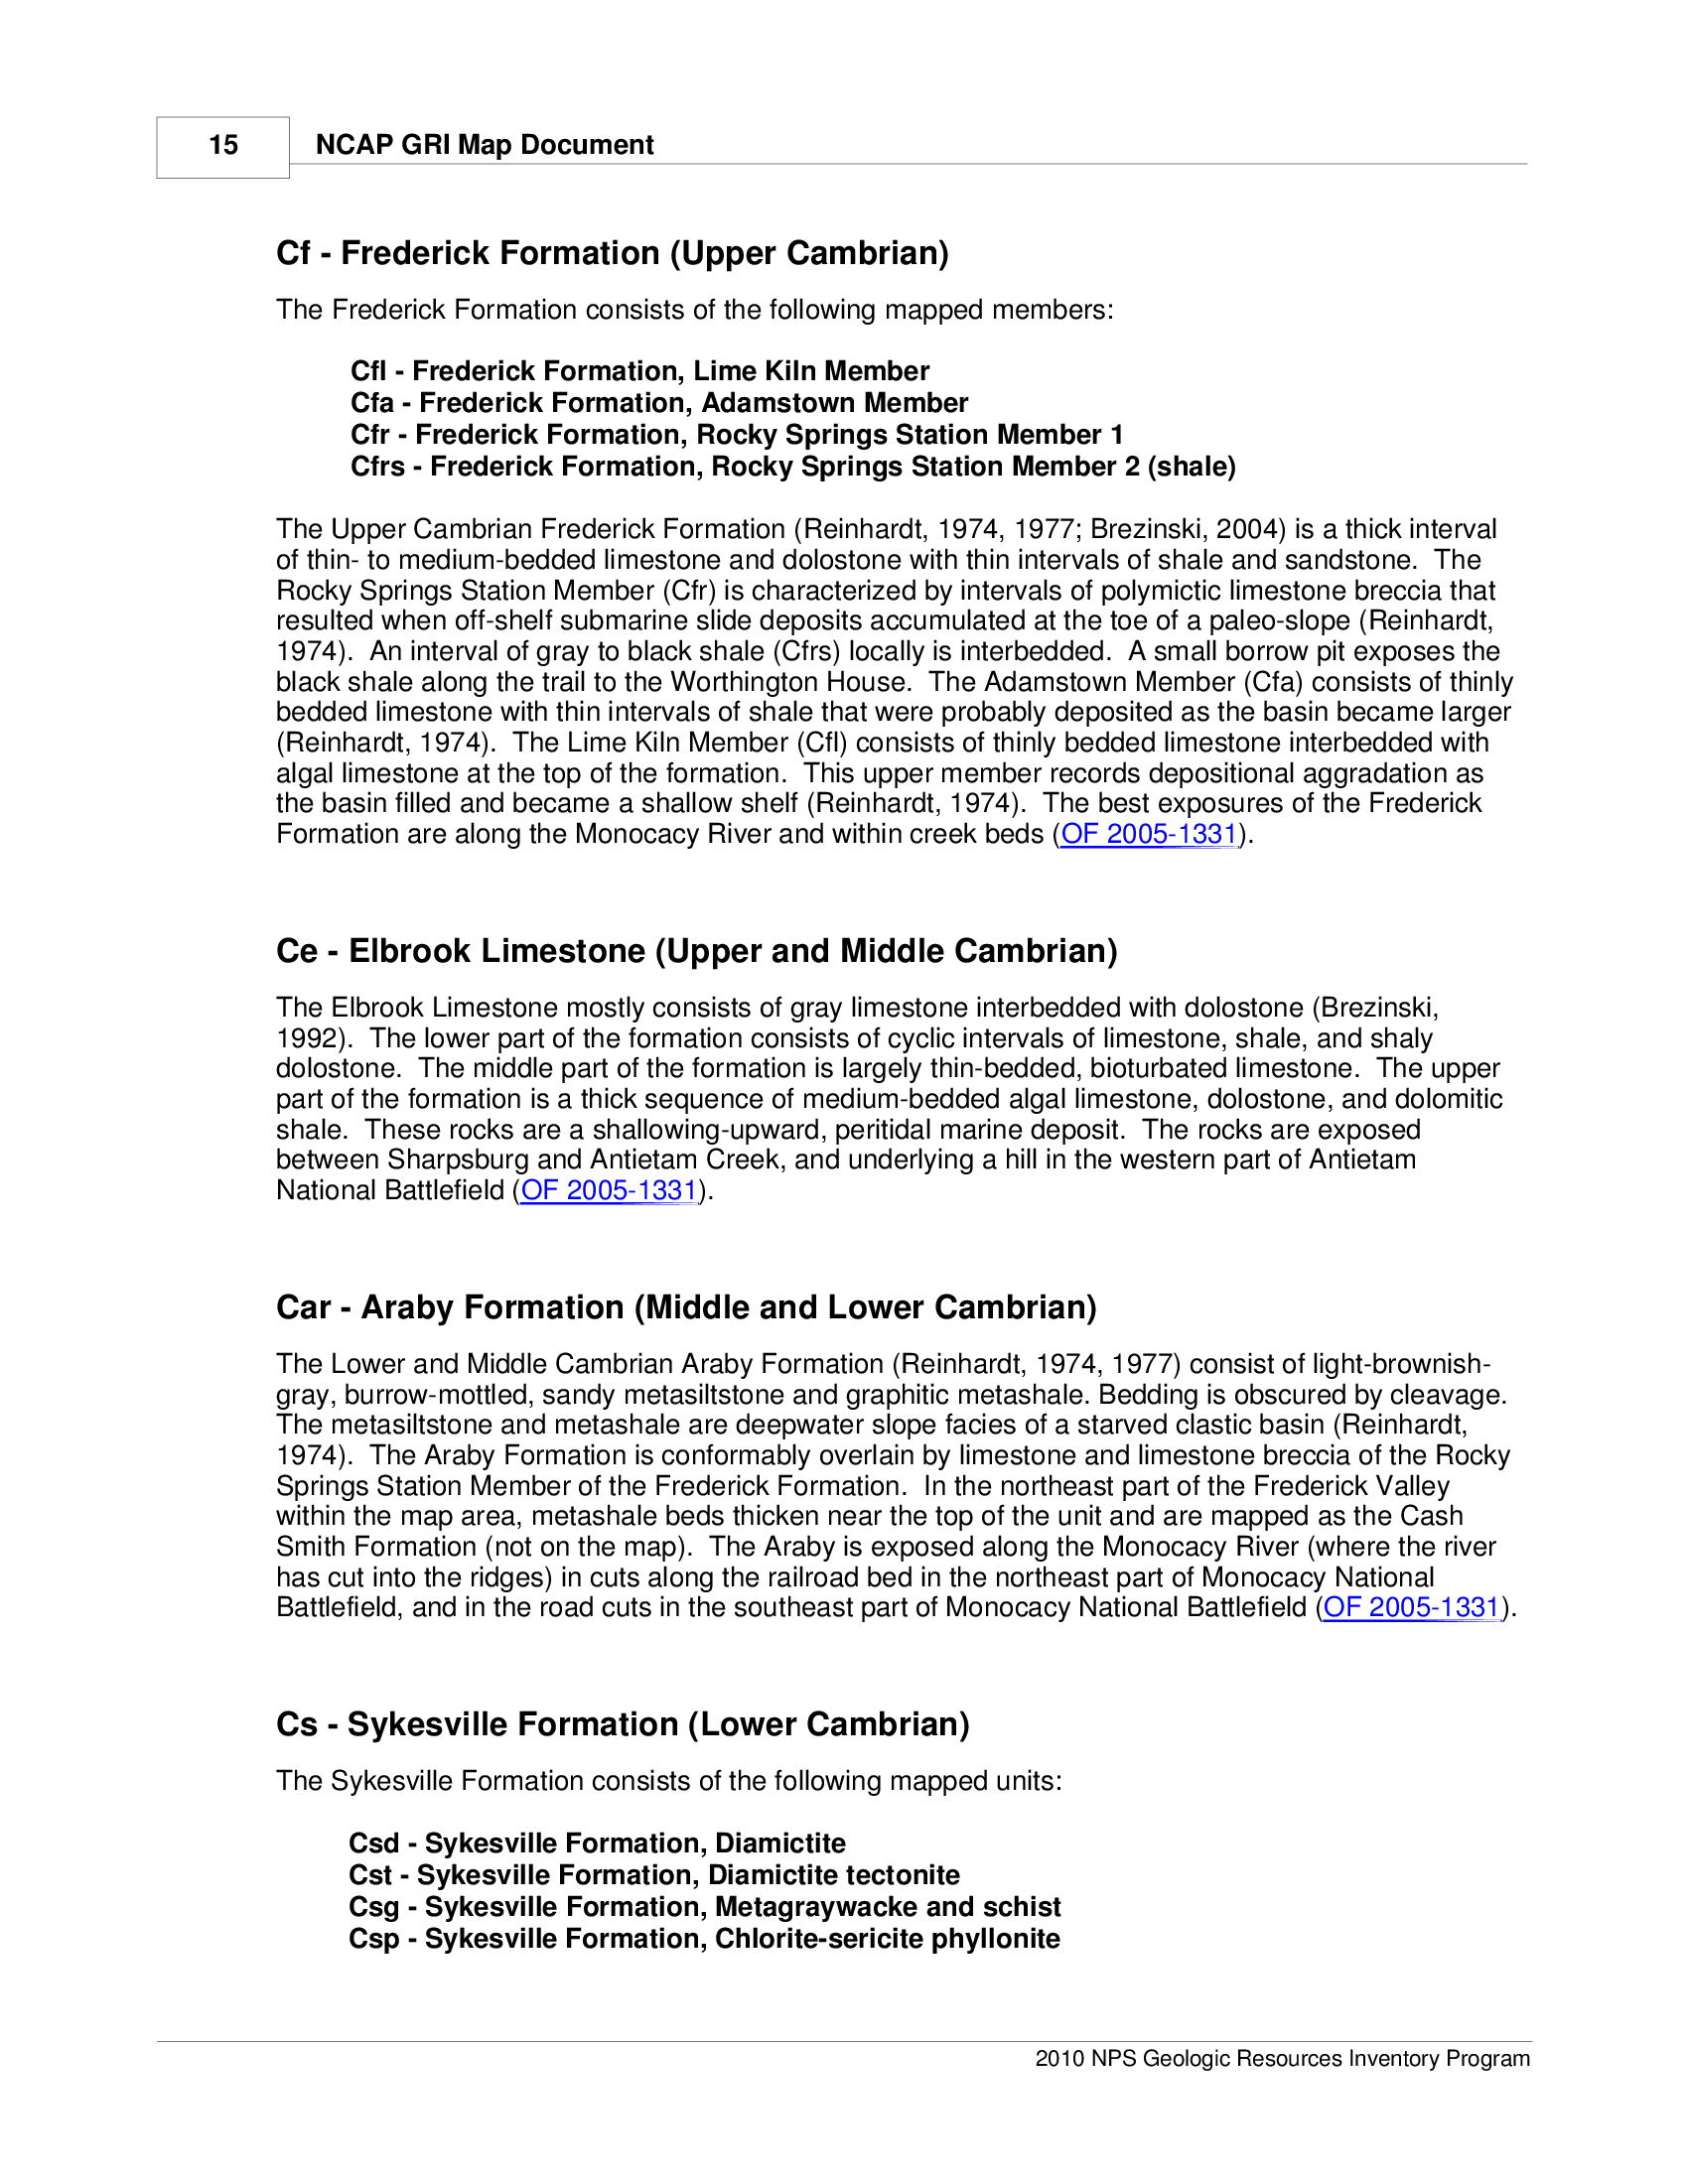 15
NCAP GRI Map Document
Cf - Frederick Formation (Upper Cambrian)
The Frederick Formation consists of the following mapped members:
Cfl - Frederick Formation, Lime Kiln Member
Cfa - Frederick Formation, Adamstown Member
Cfr - Frederick Formation, Rocky Springs Station Member 1
Cfrs - Frederick Formation, Rocky Springs Station Member 2 (shale)
The Upper Cambrian Frederick Formation (Reinhardt, 1974, 1977; Brezinski, 2004) is a thick interval
of thin- to medium-bedded limestone and dolostone with thin intervals of shale and sandstone.  The
Rocky Springs Station Member (Cfr) is characterized by intervals of polymictic limestone breccia that
resulted when off-shelf submarine slide deposits accumulated at the toe of a paleo-slope (Reinhardt,
1974).  An interval of gray to black shale (Cfrs) locally is interbedded.  A small borrow pit exposes the
black shale along the trail to the Worthington House.  The Adamstown Member (Cfa) consists of thinly
bedded limestone with thin intervals of shale that were probably deposited as the basin became larger
(Reinhardt, 1974).  The Lime Kiln Member (Cfl) consists of thinly bedded limestone interbedded with
algal limestone at the top of the formation.  This upper member records depositional aggradation as
the basin filled and became a shallow shelf (Reinhardt, 1974).  The best exposures of the Frederick
Formation are along the Monocacy River and within creek beds (OF 2005-1331).
Ce - Elbrook Limestone (Upper and Middle Cambrian)
The Elbrook Limestone mostly consists of gray limestone interbedded with dolostone (Brezinski,
1992).  The lower part of the formation consists of cyclic intervals of limestone, shale, and shaly
dolostone.  The middle part of the formation is largely thin-bedded, bioturbated limestone.  The upper
part of the formation is a thick sequence of medium-bedded algal limestone, dolostone, and dolomitic
shale.  These rocks are a shallowing-upward, peritidal marine deposit.  The rocks are exposed
between Sharpsburg and Antietam Creek, and underlying a hill in the western part of Antietam
National Battlefield (OF 2005-1331).
Car - Araby Formation (Middle and Lower Cambrian)
The Lower and Middle Cambrian Araby Formation (Reinhardt, 1974, 1977) consist of light-brownish-
gray, burrow-mottled, sandy metasiltstone and graphitic metashale. Bedding is obscured by cleavage.
The metasiltstone and metashale are deepwater slope facies of a starved clastic basin (Reinhardt,
1974).  The Araby Formation is conformably overlain by limestone and limestone breccia of the Rocky
Springs Station Member of the Frederick Formation.  In the northeast part of the Frederick Valley
within the map area, metashale beds thicken near the top of the unit and are mapped as the Cash
Smith Formation (not on the map).  The Araby is exposed along the Monocacy River (where the river
has cut into the ridges) in cuts along the railroad bed in the northeast part of Monocacy National
Battlefield, and in the road cuts in the southeast part of Monocacy National Battlefield (OF 2005-1331).
Cs - Sykesville Formation (Lower Cambrian)
The Sykesville Formation consists of the following mapped units:
Csd - Sykesville Formation, Diamictite
Cst - Sykesville Formation, Diamictite tectonite
Csg - Sykesville Formation, Metagraywacke and schist
Csp - Sykesville Formation, Chlorite-sericite phyllonite
2010 NPS Geologic Resources Inventory Program